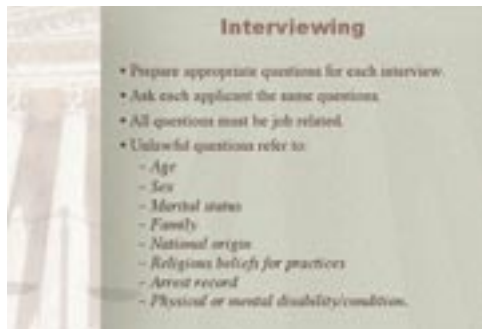 Interviewing
• Prepare appropriate questions for each interview.
• Ask each applicant the same questions.
• All questions must be job related.
• Unlawful questions refer to:
– Age
– Sex
– Marital status
– Family
– National origin
– Religious beliefs for practices
– Arrest record
– Physical or mental disability/condition.